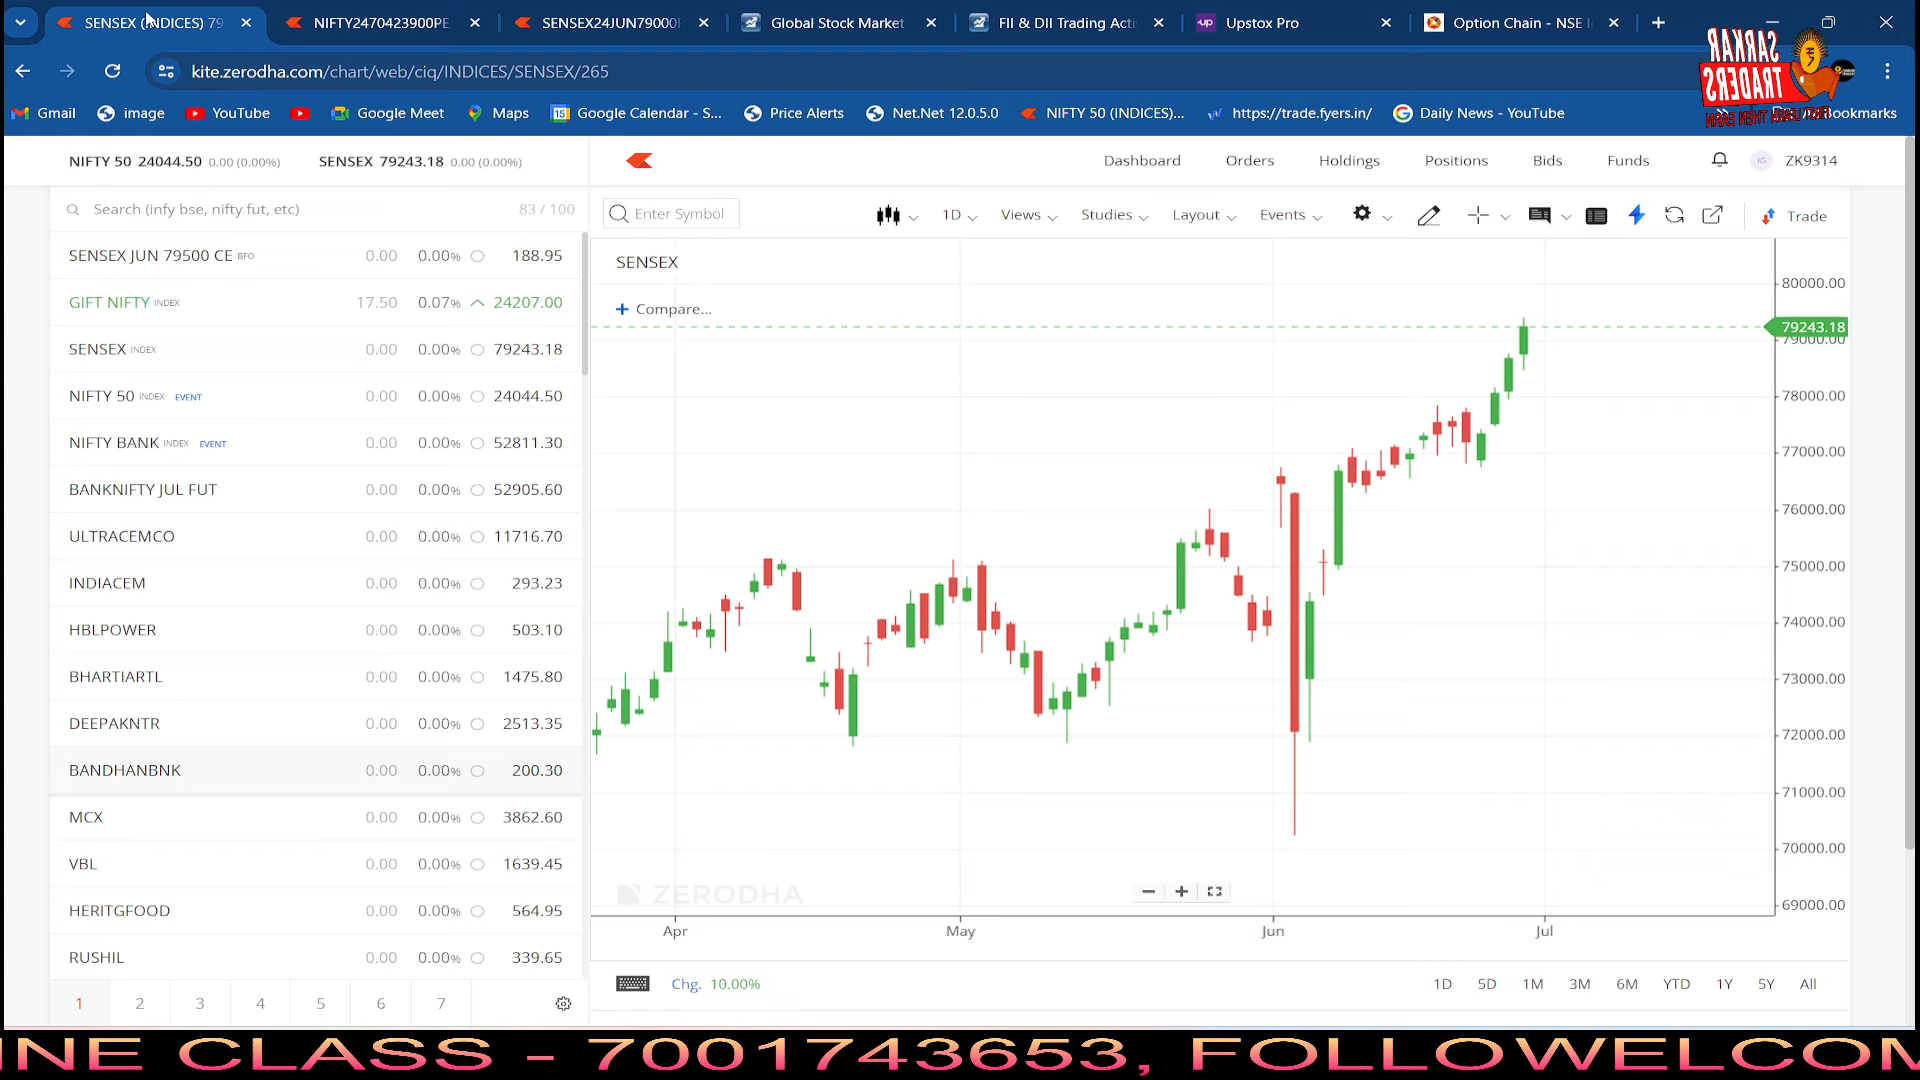 SENSEX (INDICES) 79
NIFTY2470423900PE
SENSEX24JUN79000P
Global Stock Market
FII & DII Trading Acti
up Upstox Pro
Option Chain - NSE I
kite.zerodha.com/chart/web/ciq/INDICES/SENSEX/265
SARKAR
TRADERS
Gmail
image
YouTube
Google Meet
Maps
15 Google Calendar - S...
Price Alerts
Net.Net 12.0.5.0
NIFTY 50 (INDICES)...
https://trade.fyers.in/
Daily News - YouTube
Bookmarks
NIFTY 50 24044.50 0.00 (0.00%)
SENSEX 79243.18 0.00 (0.00%)
Dashboard
Orders
Holdings
Positions
Bids
Funds
KS ZK9314
Search (infy bse, nifty fut, etc) 83 / 100
Enter Symbol
1D
Views
Studies
Layout
Events
Trade
SENSEX JUN 79500 CE BFO 0.00 0.00% 188.95
GIFT NIFTY INDEX 17.50 0.07% 24207.00
SENSEX INDEX 0.00 0.00% 79243.18
NIFTY 50 INDEX EVENT 0.00 0.00% 24044.50
NIFTY BANK INDEX EVENT 0.00 0.00% 52811.30
BANKNIFTY JUL FUT 0.00 0.00% 52905.60
ULTRACEMCO 0.00 0.00% 11716.70
INDIACEM 0.00 0.00% 293.23
HBLPOWER 0.00 0.00% 503.10
BHARTIARTL 0.00 0.00% 1475.80
DEEPAKNTR 0.00 0.00% 2513.35
BANDHANBNK 0.00 0.00% 200.30
MCX 0.00 0.00% 3862.60
VBL 0.00 0.00% 1639.45
HERITGFOOD 0.00 0.00% 564.95
RUSHIL 0.00 0.00% 339.65
1 2 3 4 5 6 7
SENSEX
Compare...
80000.00
79243.18
79000.00
78000.00
77000.00
76000.00
75000.00
74000.00
73000.00
72000.00
71000.00
70000.00
69000.00
ZERODHA
Apr May Jun Jul
Chg. 10.00%
1D 5D 1M 3M 6M YTD 1Y 5Y All
INE CLASS - 7001743653, FOLLOWELCOM